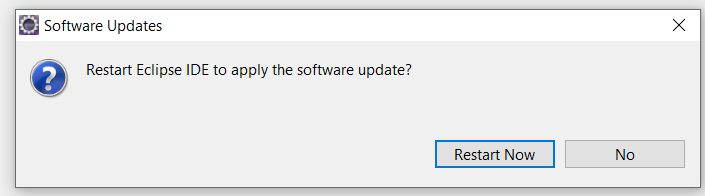 Software Updates
Restart Eclipse IDE to apply the software update?
Restart Now
No